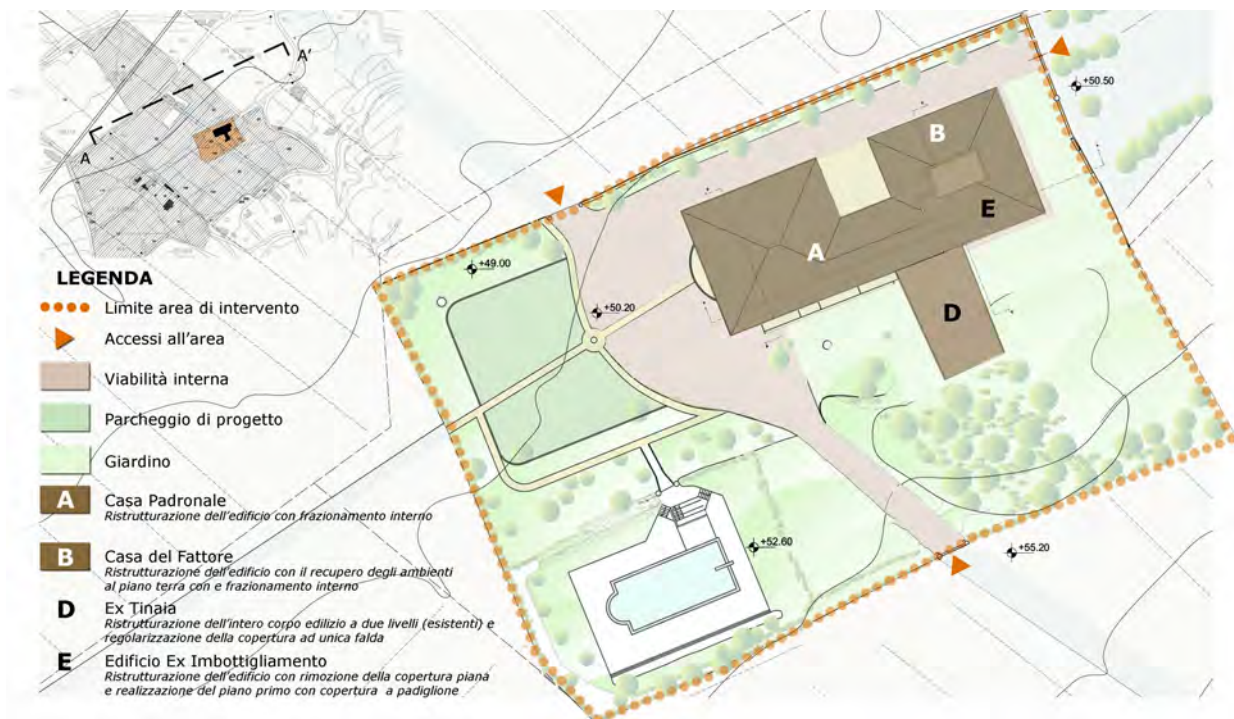 A'
A
LEGENDA
Limite area di intervento
Accessi all'area
Viabilità interna
Parcheggio di progetto
Giardino
A Casa Padronale
Ristrutturazione dell'edificio con frazionamento interno
B Casa del Fattore
Ristrutturazione dell'edificio con il recupero degli ambienti
al piano terra con e frazionamento interno
D Ex Tinaia
Ristrutturazione dell'intero corpo edilizio a due livelli (esistenti) e
regolarizzazione della copertura ad unica falda
E Edificio Ex Imbottigliamento
Ristrutturazione dell'edificio con rimozione della copertura piana
e realizzazione del piano primo con copertura a padiglione
+50.50
B
E
A
+49.00
+50.20
D
+52.60
+55.20